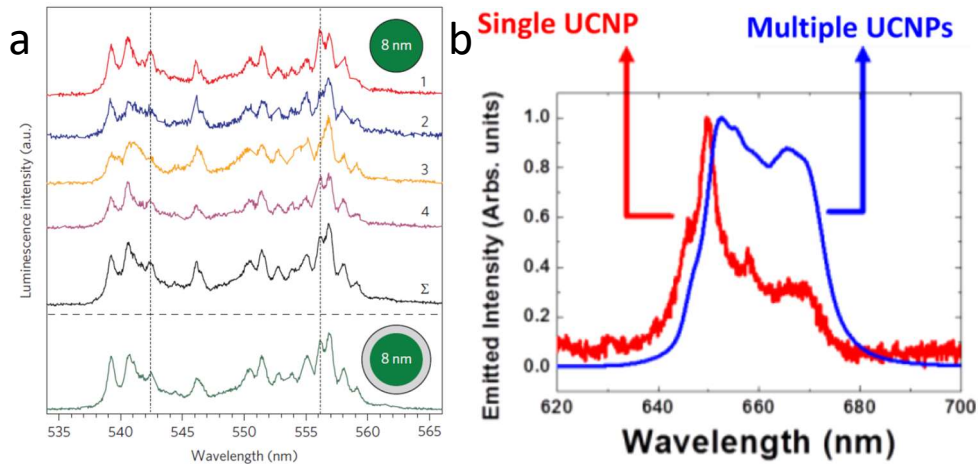 a
Luminescence intensity (a.u.)
8 nm
1
2
3
4
Σ
8 nm
535 540 545 550 555 560 565
Wavelength (nm)
b
Single UCNP
Multiple UCNPs
Emitted Intensity (Arbs. units)
1.0
0.8
0.6
0.4
0.2
0.0
620 640 660 680 700
Wavelength (nm)